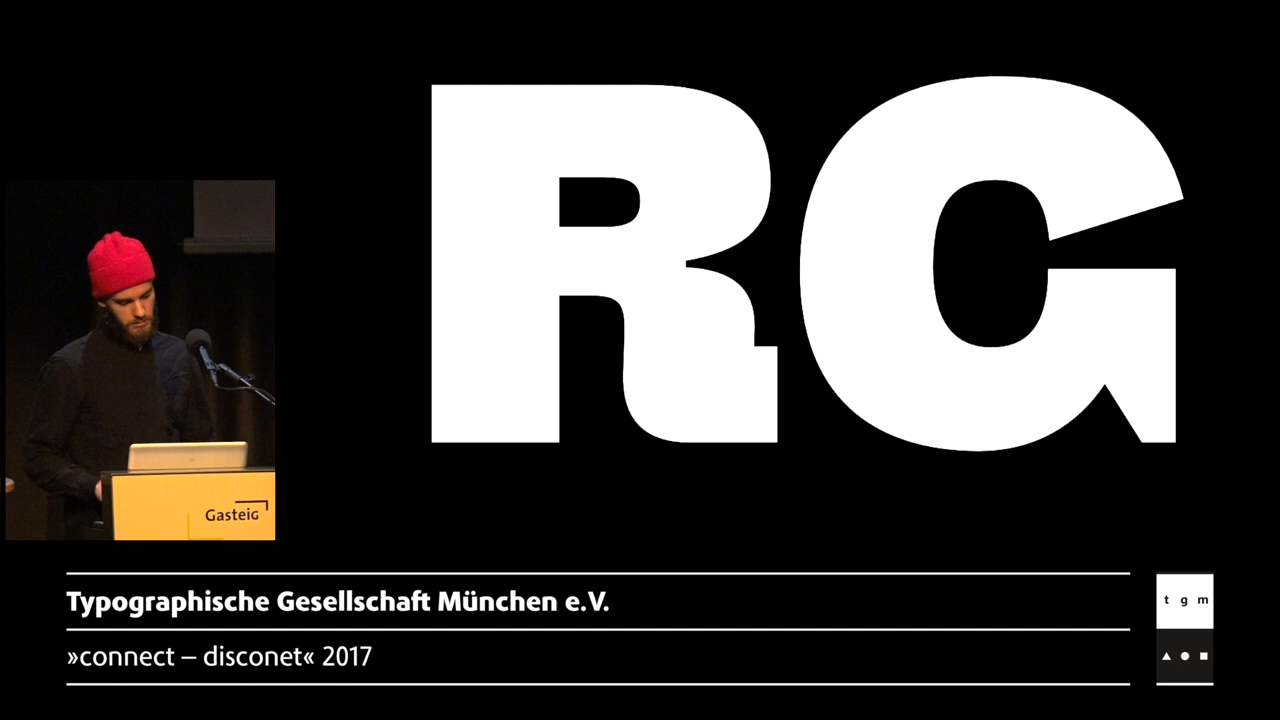 RG
Gasteig
Typographische Gesellschaft München e.V.
»connect – disconet« 2017
t g m